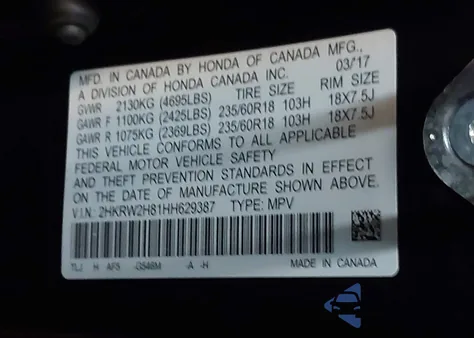 MFD. IN CANADA BY HONDA OF CANADA MFG., 03/17
A DIVISION OF HONDA CANADA INC.
TIRE SIZE RIM SIZE
GVWR 2130KG (4695LBS)
GAWR F 1100KG (2425LBS) 235/60R18 103H 18X7.5J
GAWR R 1075KG (2369LBS) 235/60R18 103H 18X7.5J
THIS VEHICLE CONFORMS TO ALL APPLICABLE
FEDERAL MOTOR VEHICLE SAFETY
AND THEFT PREVENTION STANDARDS IN EFFECT
ON THE DATE OF MANUFACTURE SHOWN ABOVE.
V.I.N: 2HKRW2H81HH629387 TYPE: MPV
TLJ H AF5 -G546M -A -H MADE IN CANADA